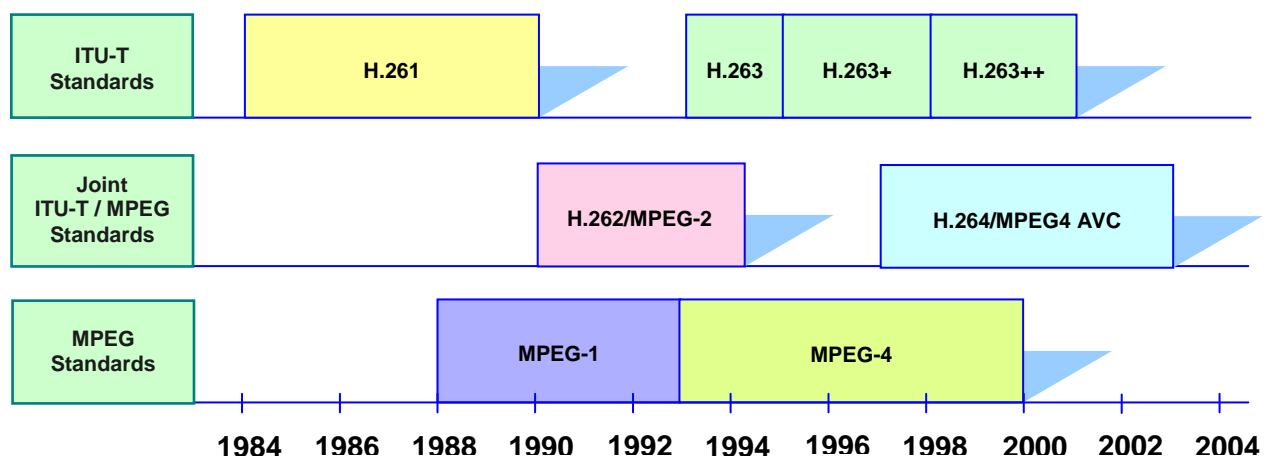 ITU-T
Standards
H.261
H.263
H.263+
H.263++
Joint
ITU-T / MPEG
Standards
H.262/MPEG-2
H.264/MPEG4 AVC
MPEG
Standards
MPEG-1
MPEG-4
1984 1986 1988 1990 1992 1994 1996 1998 2000 2002 2004